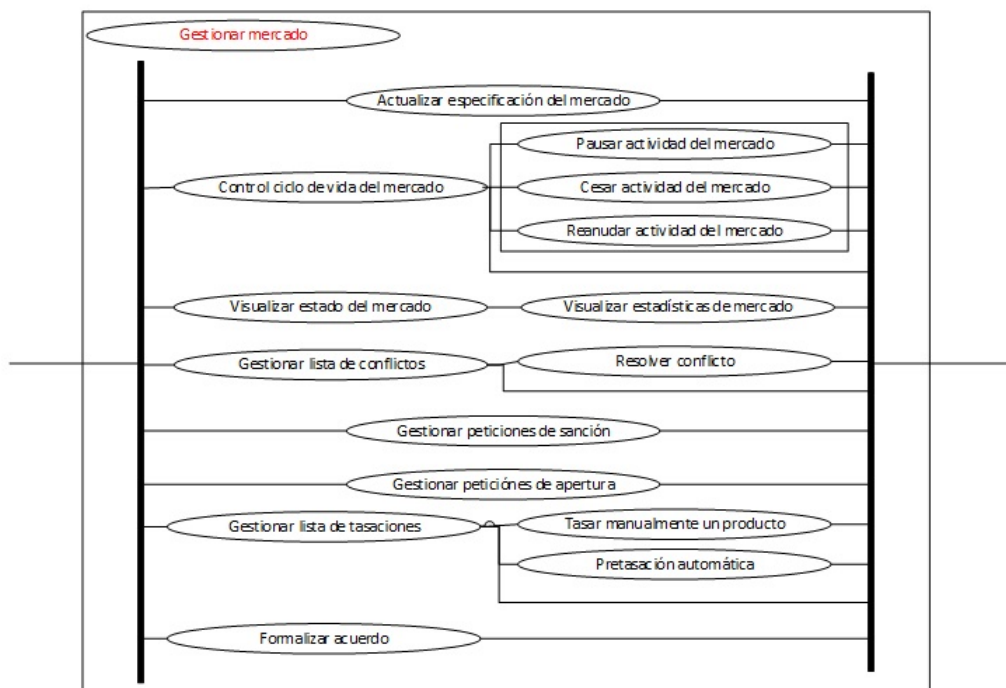 Gestionar mercado
Actualizar especificación del mercado
Pausar actividad del mercado
Control ciclo de vida del mercado
Cesar actividad del mercado
Reanudar actividad del mercado
Visualizar estado del mercado
Visualizar estadísticas de mercado
Gestionar lista de conflictos
Resolver conflicto
Gestionar peticiones de sanción
Gestionar peticiónes de apertura
Gestionar lista de tasaciones
Tasar manualmente un producto
Pretasación automática
Formalizar acuerdo